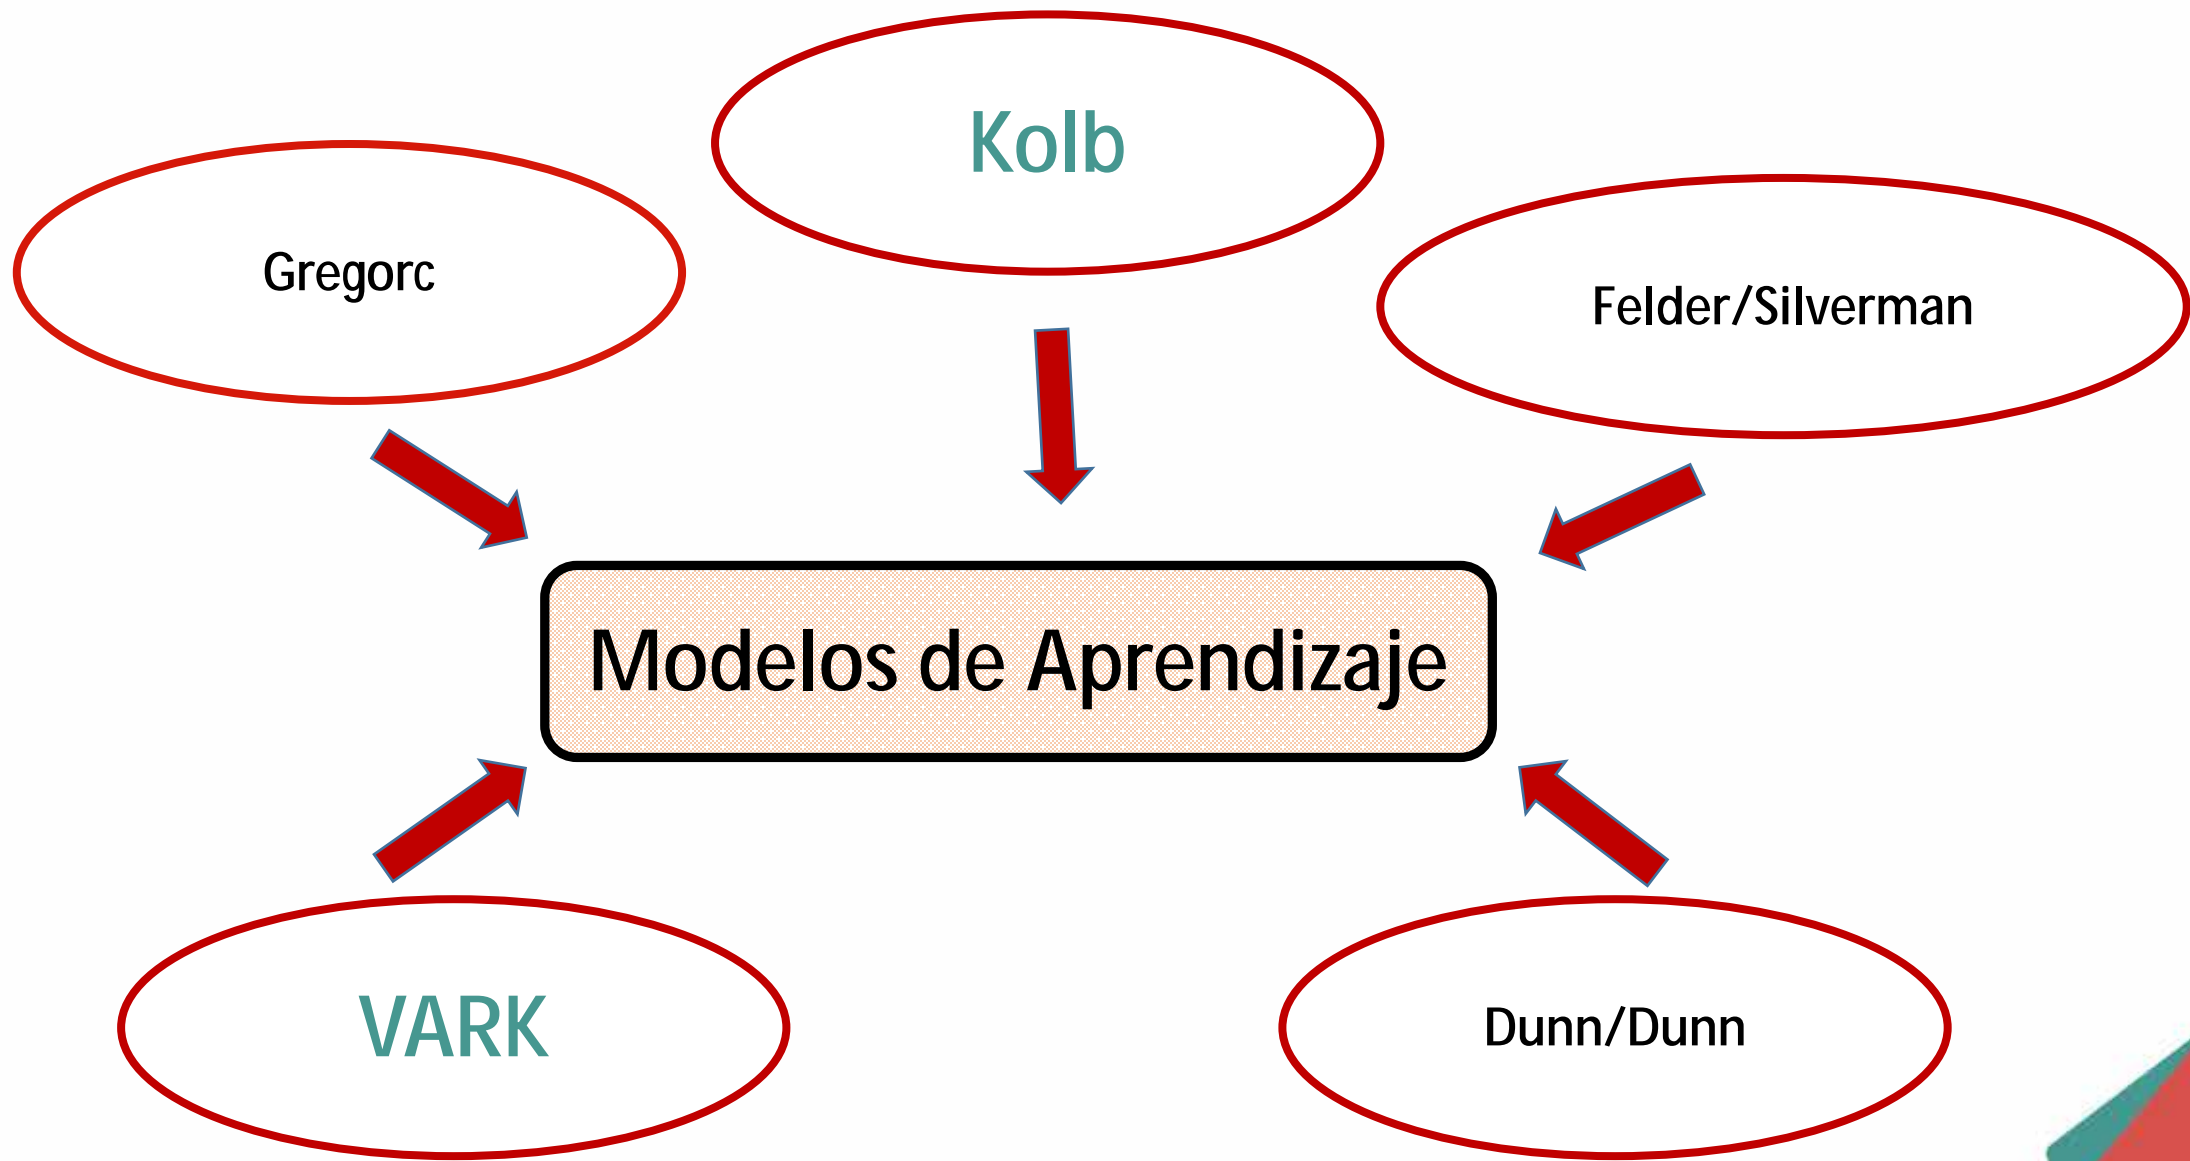 Kolb
Gregorc
Felder/Silverman
Modelos de Aprendizaje
VARK
Dunn/Dunn